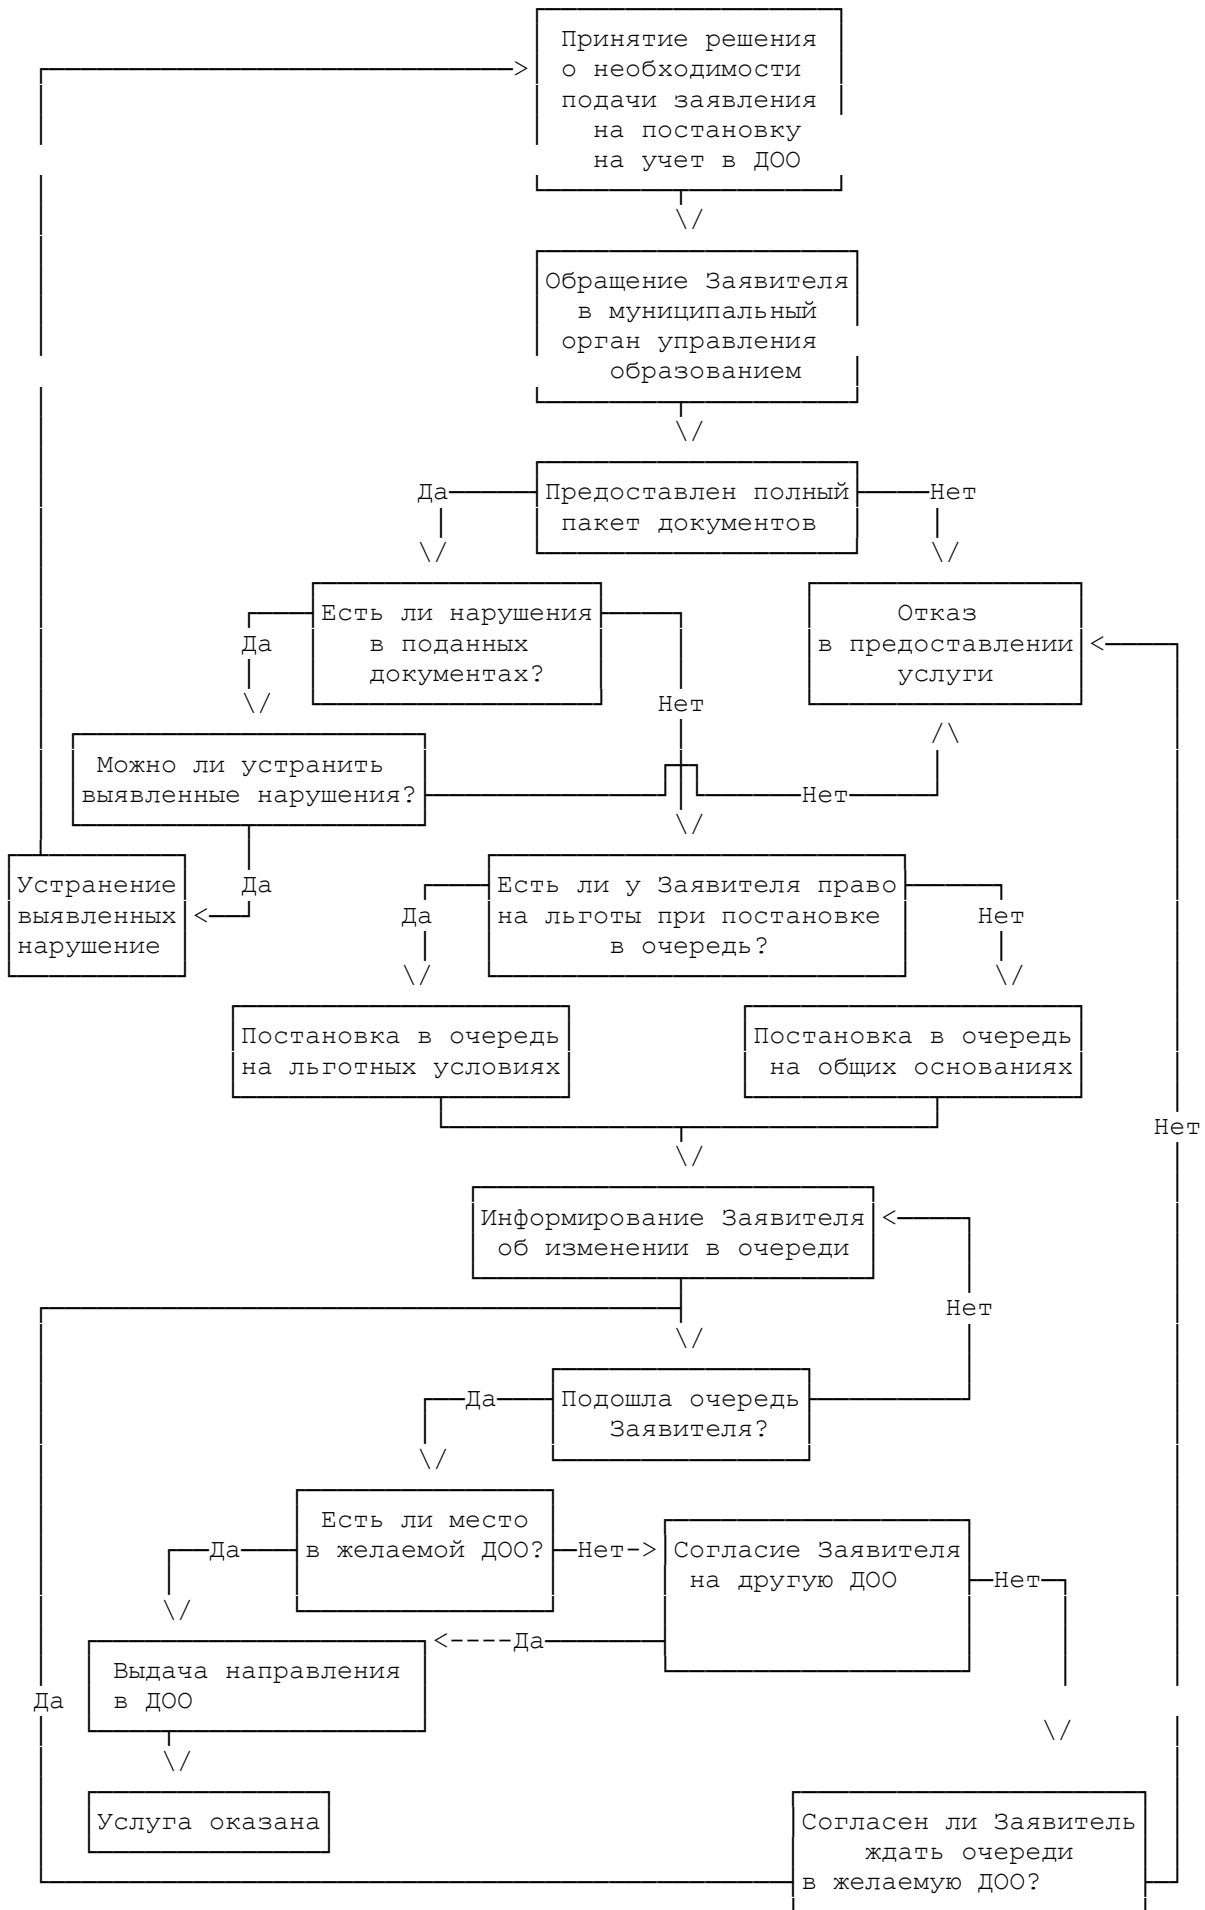 Принятие решения
о необходимости
подачи заявления
на постановку
на учет в ДОО
Обращение Заявителя
в муниципальный
орган управления
образованием
Да
Предоставлен полный
пакет документов
Нет
Есть ли нарушения
в поданных
документах?
Да
Нет
Отказ
в предоставлении
услуги
Можно ли устранить
выявленные нарушения?
Нет
Да
Устранение
выявленных
нарушение
Есть ли у Заявителя право
на льготы при постановке
в очередь?
Да
Нет
Постановка в очередь
на льготных условиях
Постановка в очередь
на общих основаниях
Нет
Информирование Заявителя
об изменении в очереди
Нет
Да
Подошла очередь
Заявителя?
Есть ли место
в желаемой ДОО?
Да
Нет->
Согласие Заявителя
на другую ДОО
Нет
<----Да
Выдача направления
в ДОО
Да
Услуга оказана
Согласен ли Заявитель
ждать очереди
в желаемую ДОО?